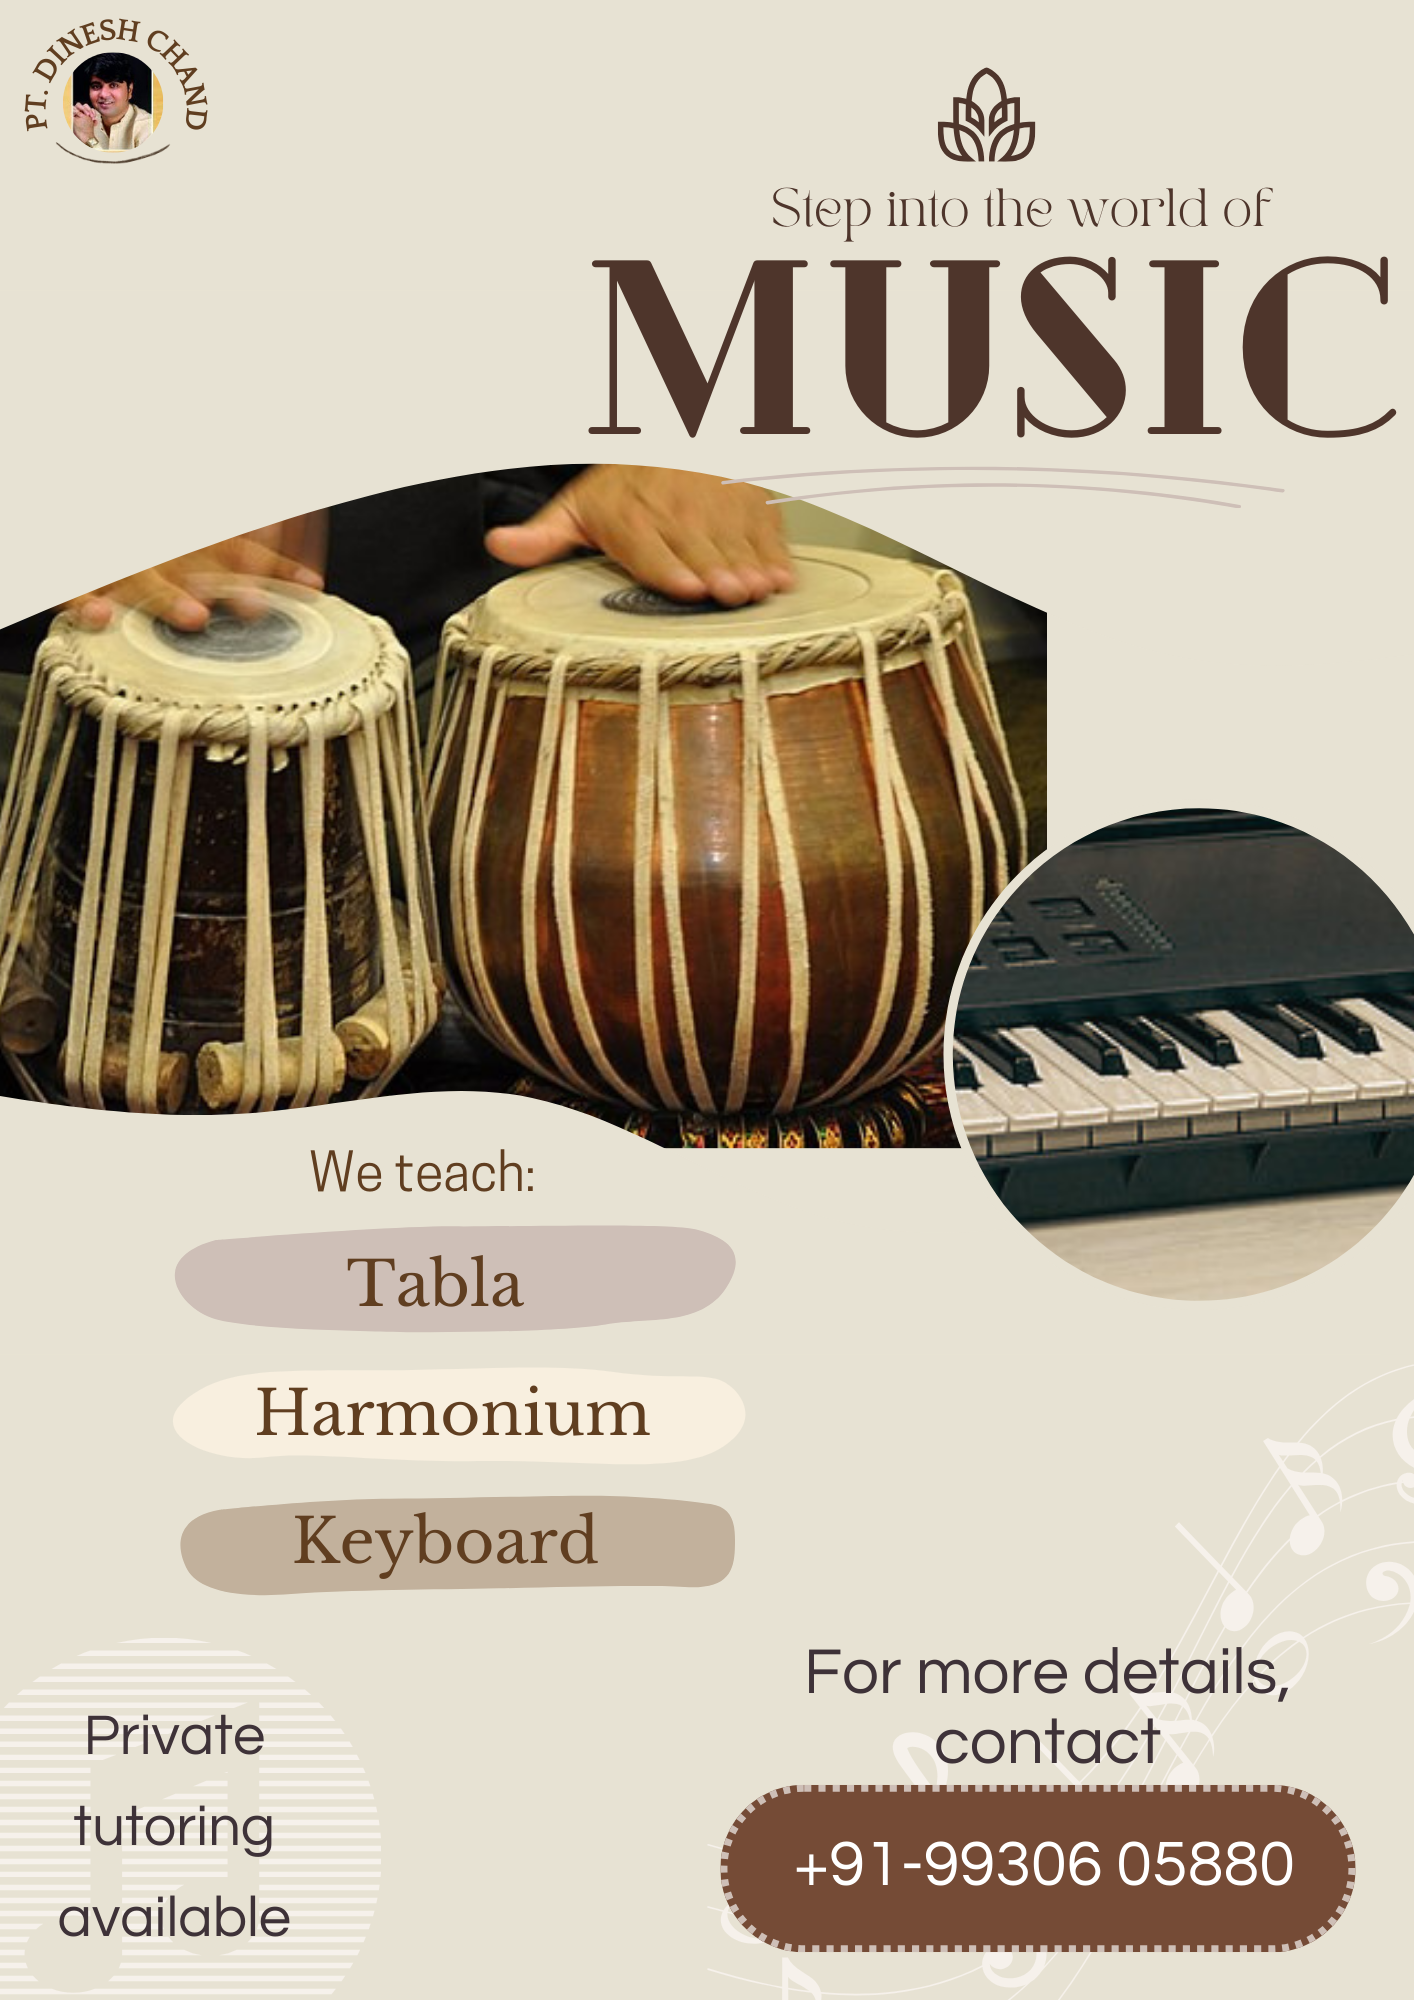 PT. DINESH CHAND
Step into the world of
MUSIC
We teach:
Tabla
Harmonium
Keyboard
Private
tutoring
available
For more details,
contact
+91-99306 05880